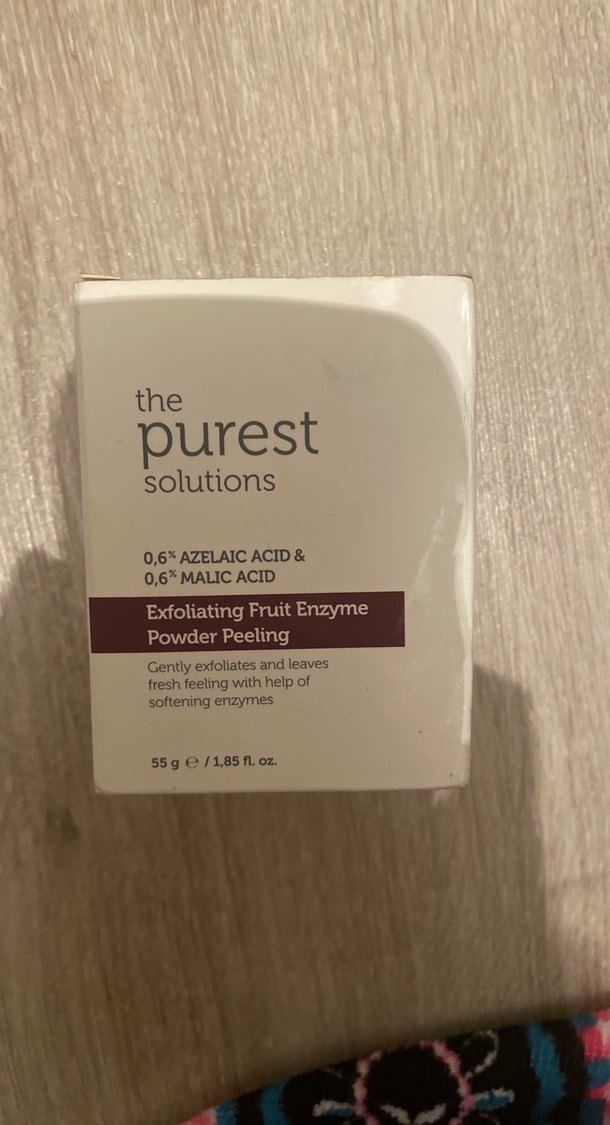 the
purest
solutions
0,6% AZELAIC ACID &
0,6% MALIC ACID
Exfoliating Fruit Enzyme
Powder Peeling
Gently exfoliates and leaves
fresh feeling with help of
softening enzymes
55 g ℮ / 1,85 fl. oz.